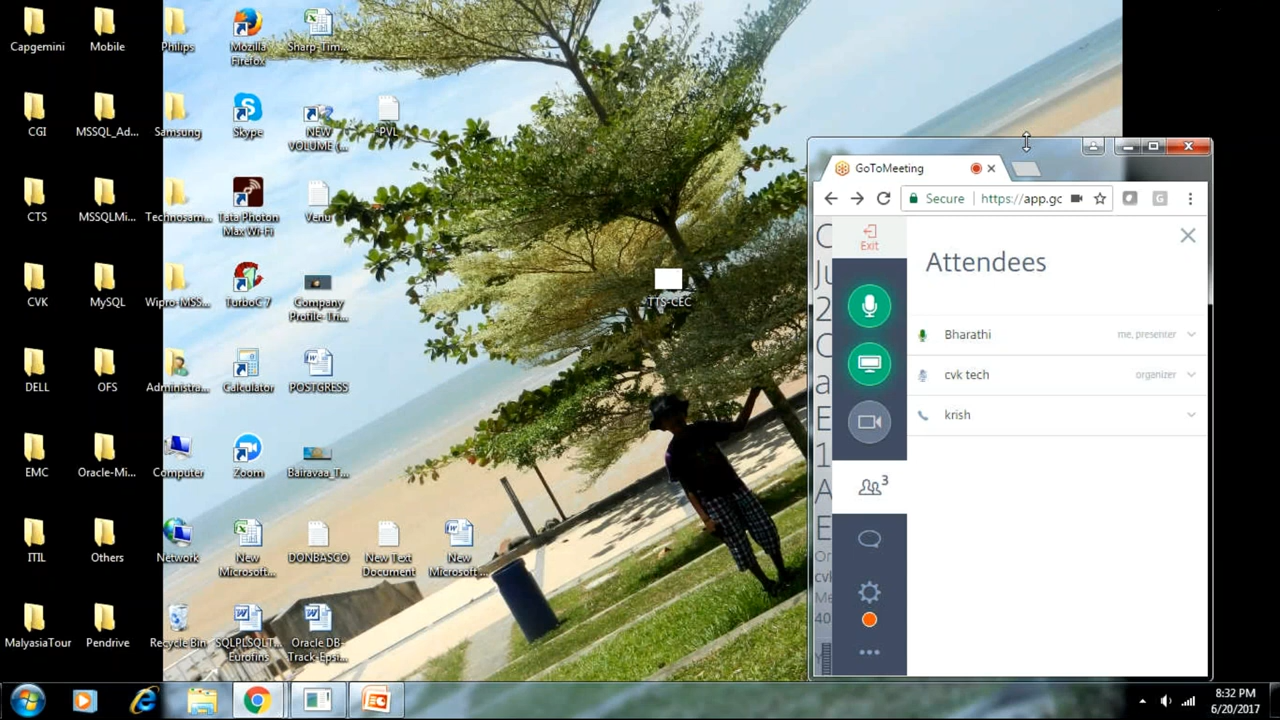 Capgemini
Mobile
Philips
Mozilla
Firefox
Sharp-Tim...
CGI
MSSQL_Ad...
Samsung
Skype
NEW
VOLUME (...
PVL
CTS
MSSQLMi...
Technosam...
Tata Photon
Max Wi-Fi
Venu
CVK
MySQL
Wipro-MSS...
TurboC 7
Company
Profile-Tri...
TTS-CEC
DELL
OFS
Administra...
Calculator
POSTGRESS
EMC
Oracle-Mi...
Computer
Zoom
Bairavaa_T...
ITIL
Others
Network
New
Microsoft...
DONBASCO
New Text
Document
New
Microsoft...
MalyasiaTour
Pendrive
Recycle Bin
SQLPLSQLT...
Eurofins
Oracle DB-
Track-Epsi...
GoToMeeting
Secure
https://app.gc
G
Exit
Attendees
Bharathi
me, presenter
cvk tech
organizer
krish
3
8:32 PM
6/20/2017